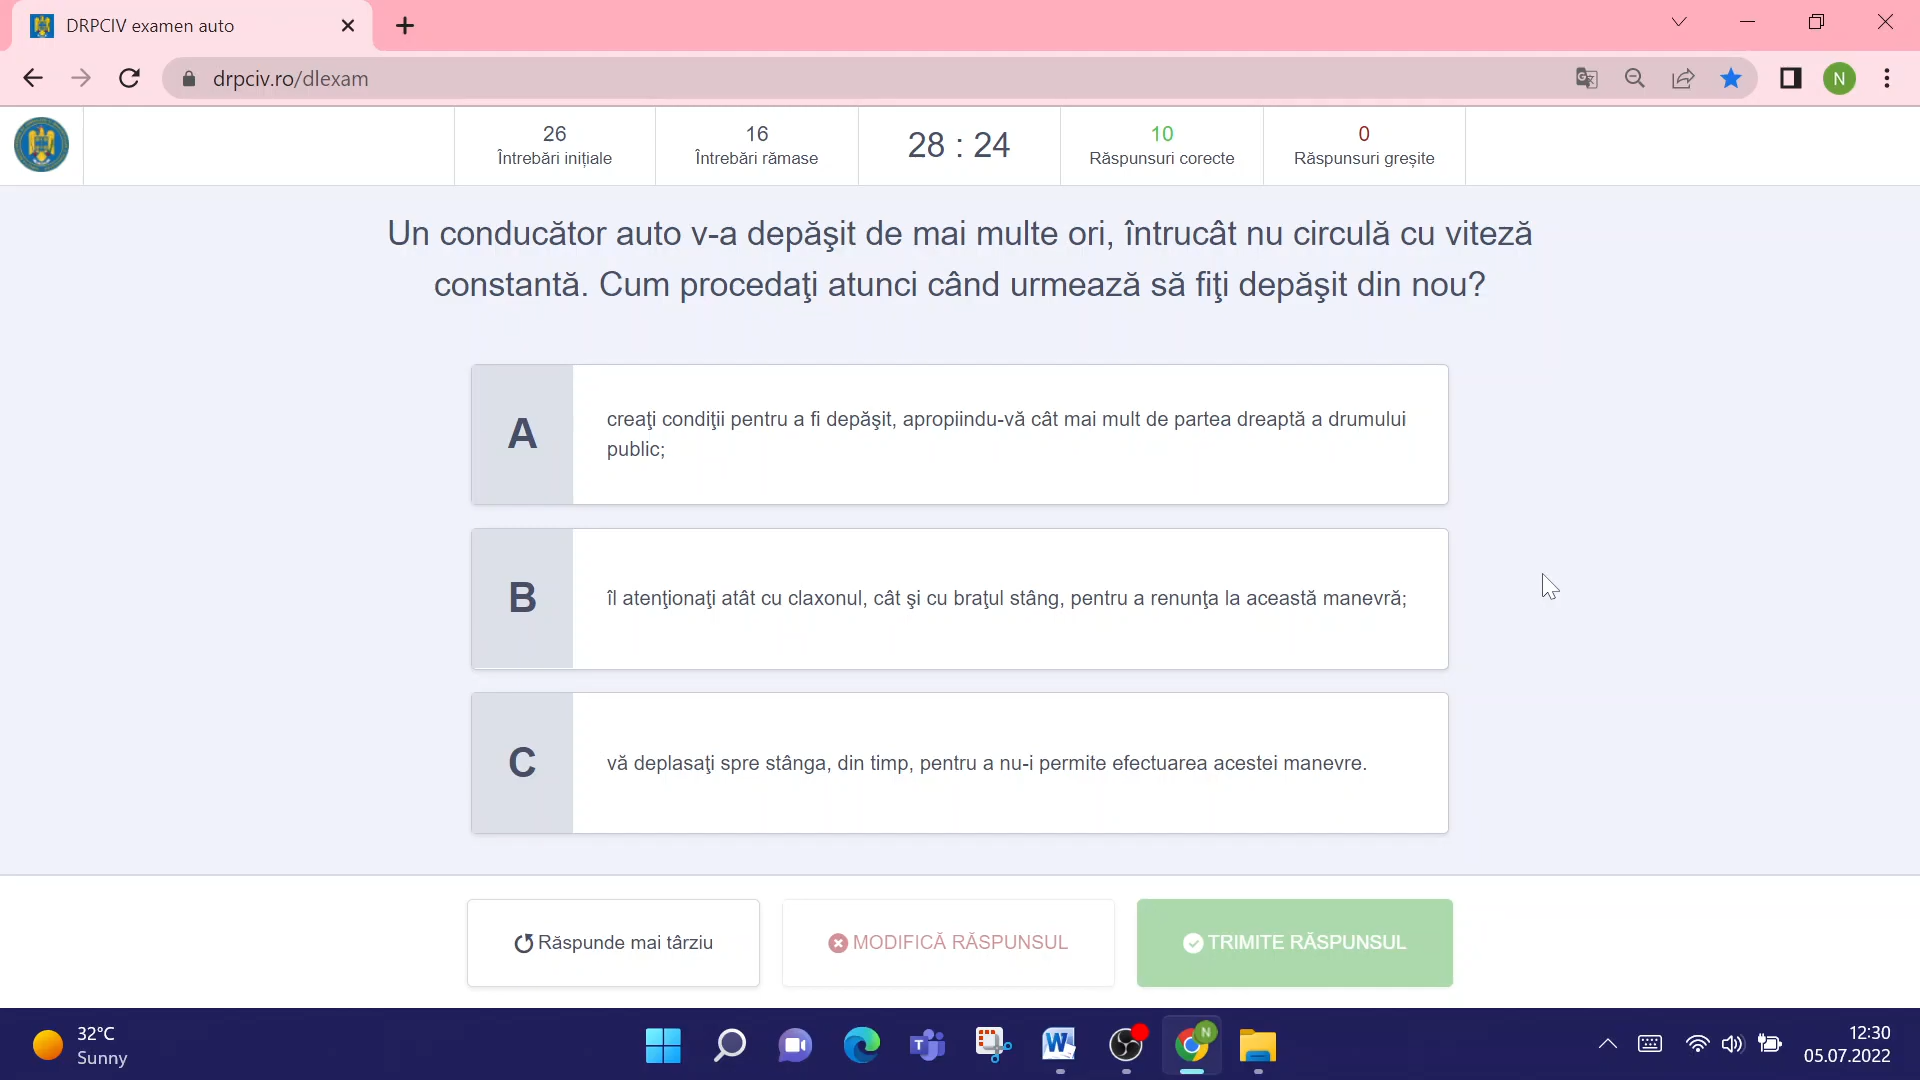 DRPCIV examen auto
drpciv.ro/dlexam
N
26
Întrebări inițiale
16
Întrebări rămase
28 : 24
10
Răspunsuri corecte
0
Răspunsuri greșite
Un conducător auto v-a depăşit de mai multe ori, întrucât nu circulă cu viteză
constantă. Cum procedaţi atunci când urmează să fiţi depăşit din nou?
A
creaţi condiţii pentru a fi depăşit, apropiindu-vă cât mai mult de partea dreaptă a drumului
public;
B
îl atenţionaţi atât cu claxonul, cât şi cu braţul stâng, pentru a renunţa la această manevră;
C
vă deplasaţi spre stânga, din timp, pentru a nu-i permite efectuarea acestei manevre.
Răspunde mai târziu
MODIFICĂ RĂSPUNSUL
TRIMITE RĂSPUNSUL
32°C
Sunny
T
W
N
12:30
05.07.2022